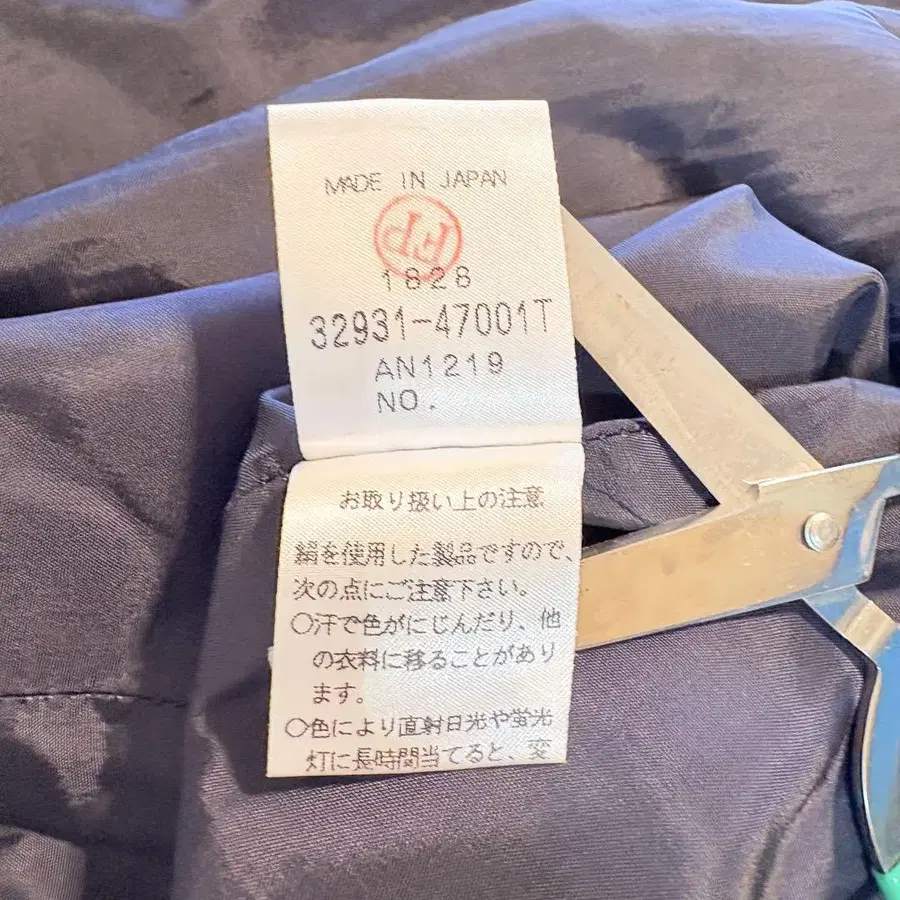 MADE IN JAPAN
1828
32931-47001T
AN1219
NO.
お取り扱い上の注意
絹を使用した製品ですので、
次の点にご注意下さい。
○汗で色がにじんだり、他
の衣料に移ることがあり
ます。
○色により直射日光や蛍光
灯に長時間当てると、変